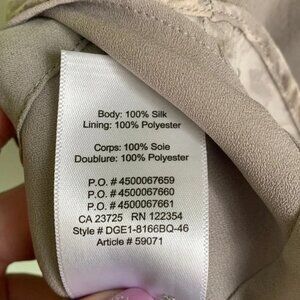 Body: 100% Silk
Lining: 100% Polyester
Corps: 100% Soie
Doublure: 100% Polyester
P.O. # 4500067659
P.O. # 4500067660
P.O. # 4500067661
CA 23725 RN 122354
Style # DGE1-8166BQ-46
Article # 59071